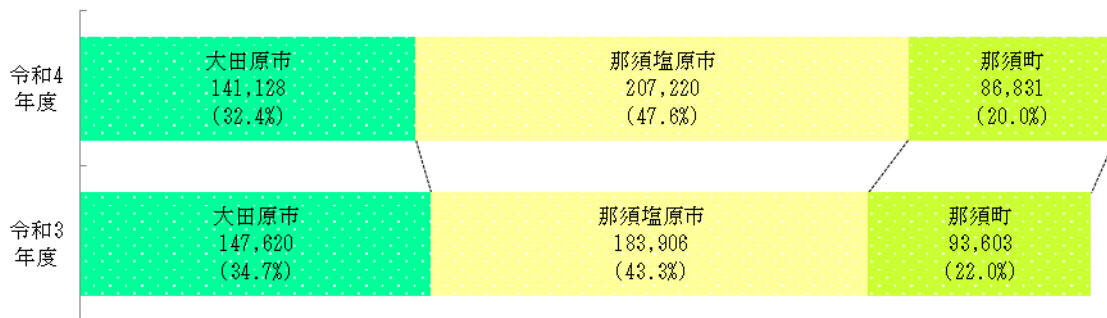 令和4
年度
大田原市
141,128
(32.4%)
那須塩原市
207,220
(47.6%)
那須町
86,831
(20.0%)
令和3
年度
大田原市
147,620
(34.7%)
那須塩原市
183,906
(43.3%)
那須町
93,603
(22.0%)